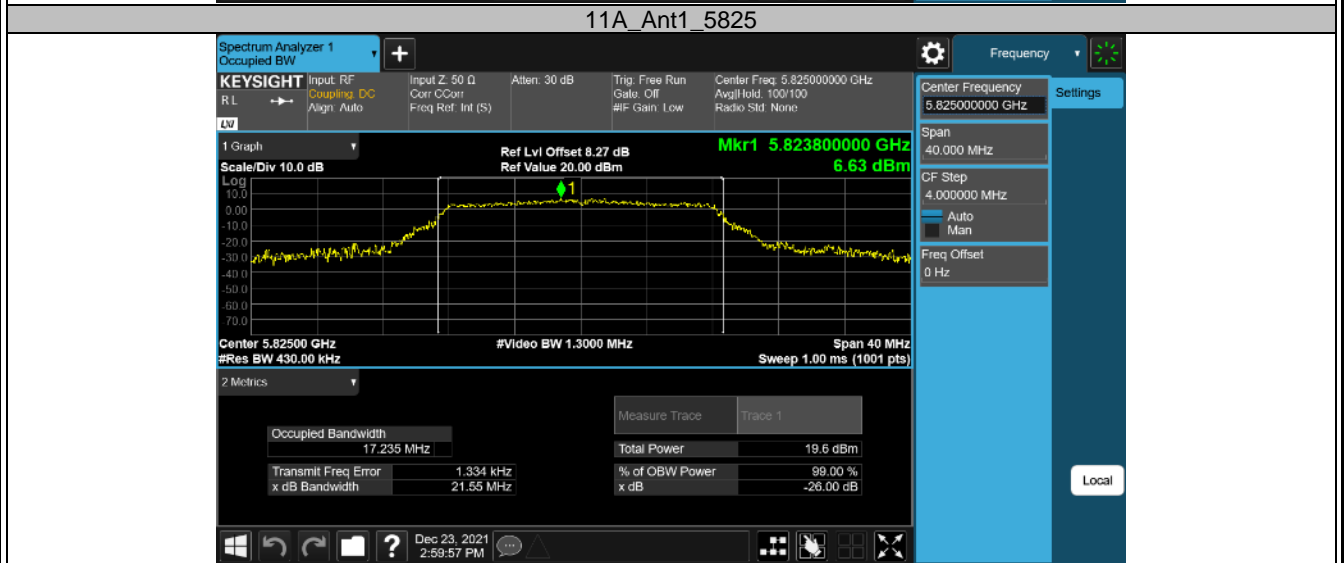 11A_Ant1_5825
Spectrum Analyzer 1
Occupied BW
+
Frequency
KEYSIGHT
R L
LXI
Input: RF
Coupling: DC
Align: Auto
Input Z: 50 Ω
Corr CCorr
Freq Ref: Int (S)
Atten: 30 dB
Trig: Free Run
Gate: Off
#IF Gain: Low
Center Freq: 5.825000000 GHz
Avg|Hold: 100/100
Radio Std: None
Center Frequency
5.825000000 GHz
Settings
Span
40.000 MHz
CF Step
4.000000 MHz
Auto
Man
Freq Offset
0 Hz
1 Graph
Scale/Div 10.0 dB
Ref Lvl Offset 8.27 dB
Ref Value 20.00 dBm
Mkr1 5.823800000 GHz
6.63 dBm
Log
1
10.0
0.00
-10.0
-20.0
-30.0
-40.0
-50.0
-60.0
-70.0
Center 5.82500 GHz
#Video BW 1.3000 MHz
Span 40 MHz
#Res BW 430.00 kHz
Sweep 1.00 ms (1001 pts)
2 Metrics
Measure Trace
Trace 1
Occupied Bandwidth
17.235 MHz
Total Power
19.6 dBm
Transmit Freq Error
1.334 kHz
% of OBW Power
99.00 %
x dB Bandwidth
21.55 MHz
x dB
-26.00 dB
Local
?
Dec 23, 2021
2:59:57 PM